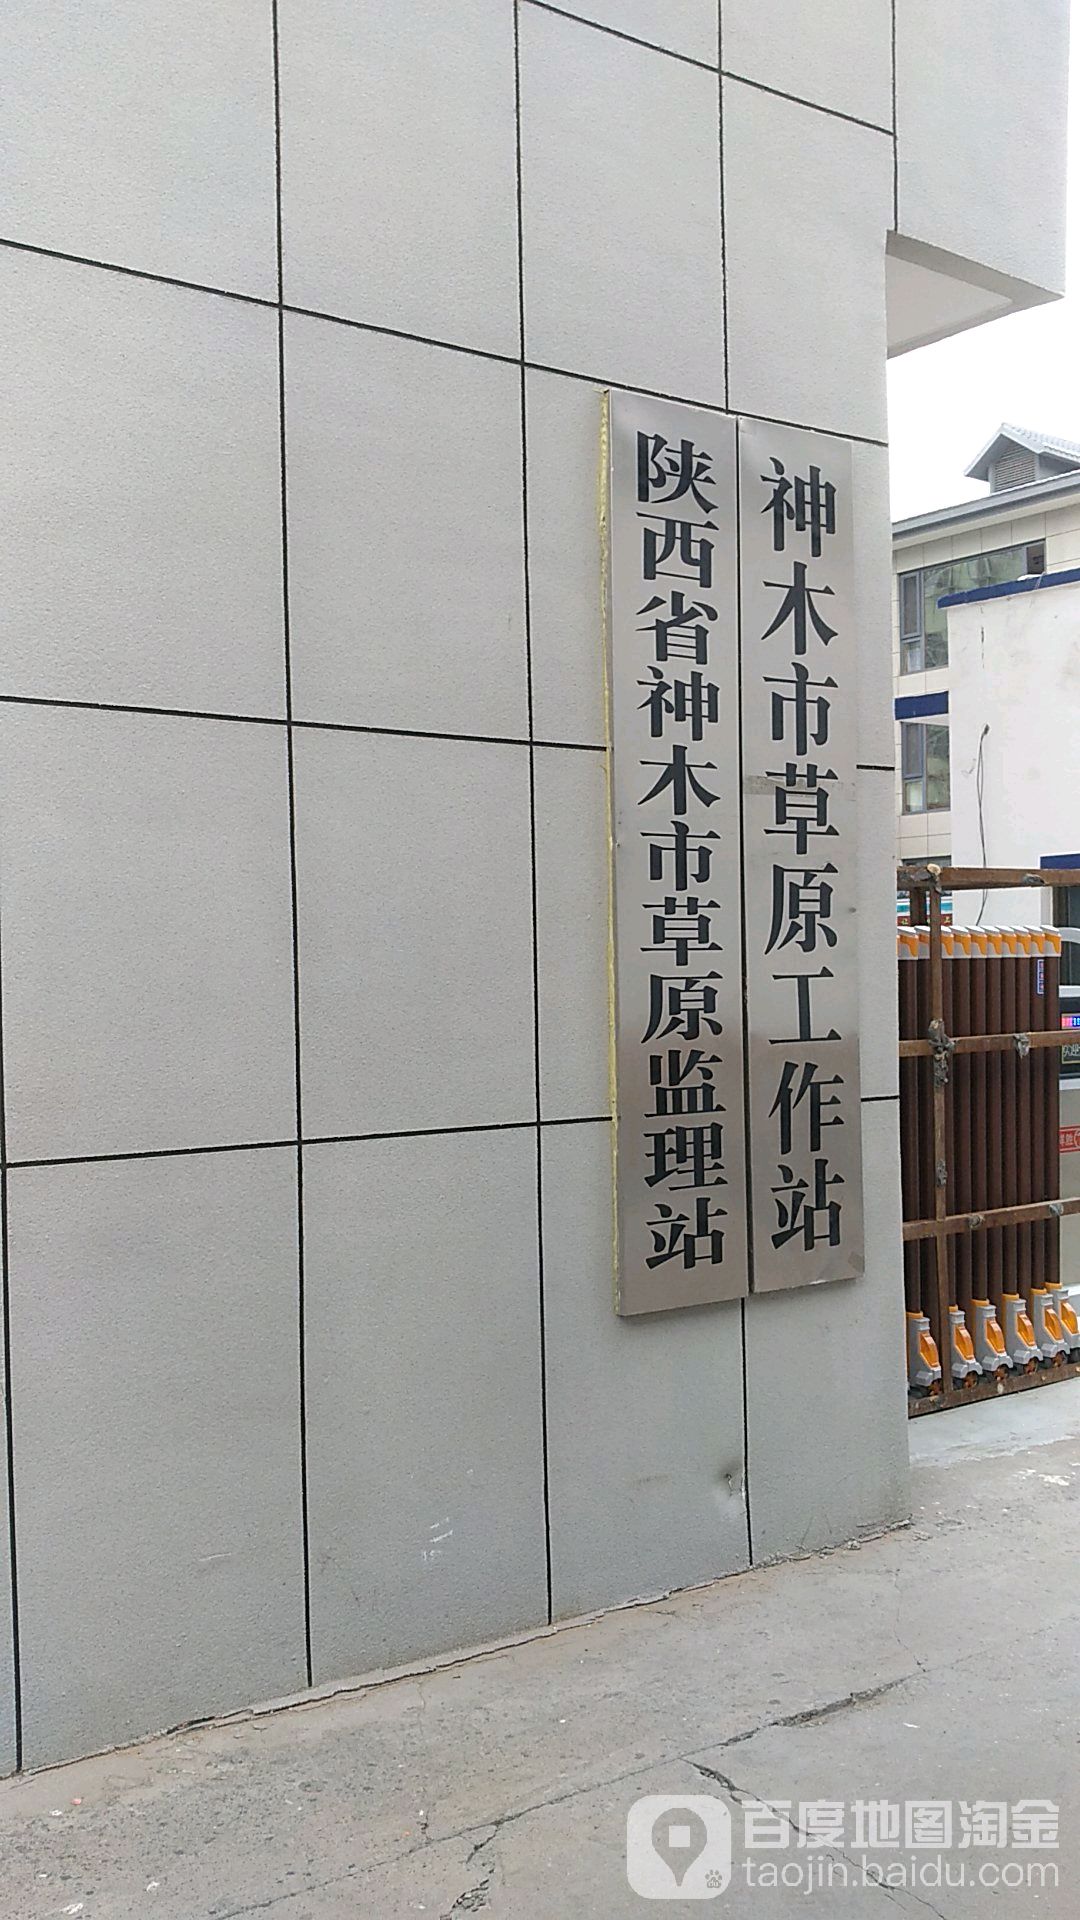 神木市草原工作站
陕西省神木市草原监理站
百度地图淘金
taojin.baidu.com